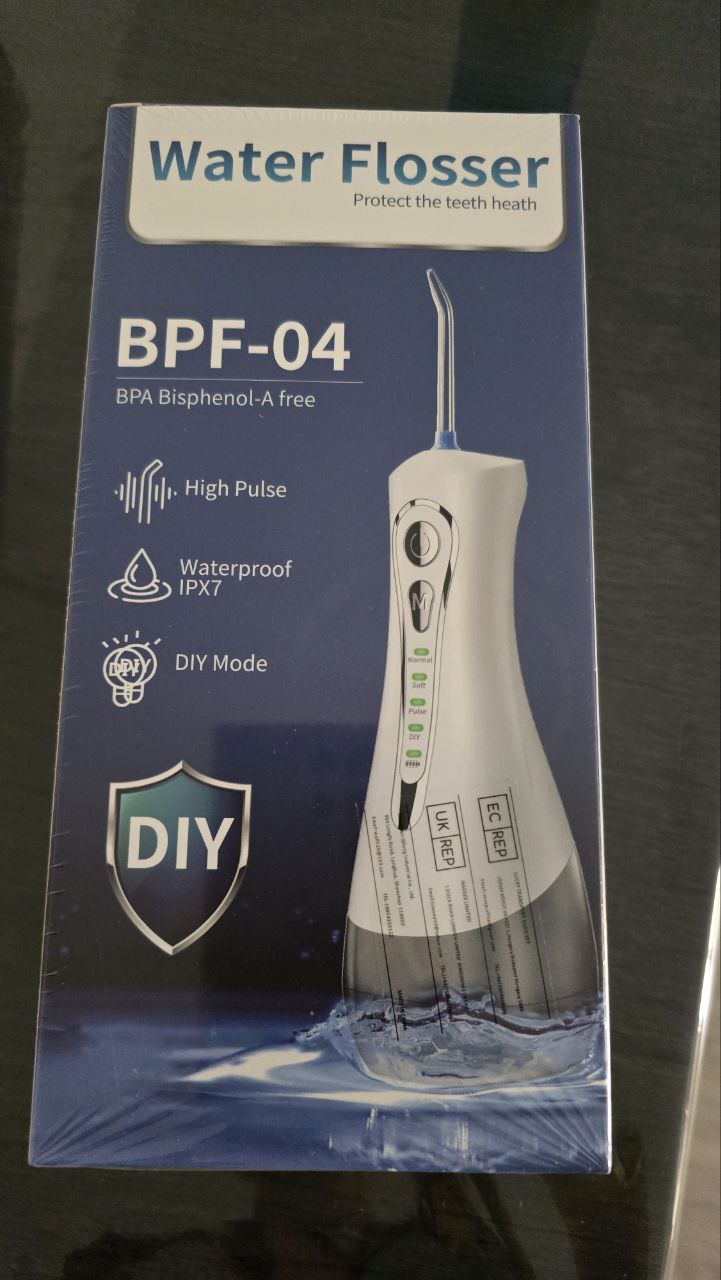 Water Flosser
Protect the teeth heath
BPF-04
BPA Bisphenol-A free
High Pulse
Waterproof
IPX7
DIY Mode
DIY
DIY
M
Normal
Soft
Pulse
DIY
EC REP
UK REP